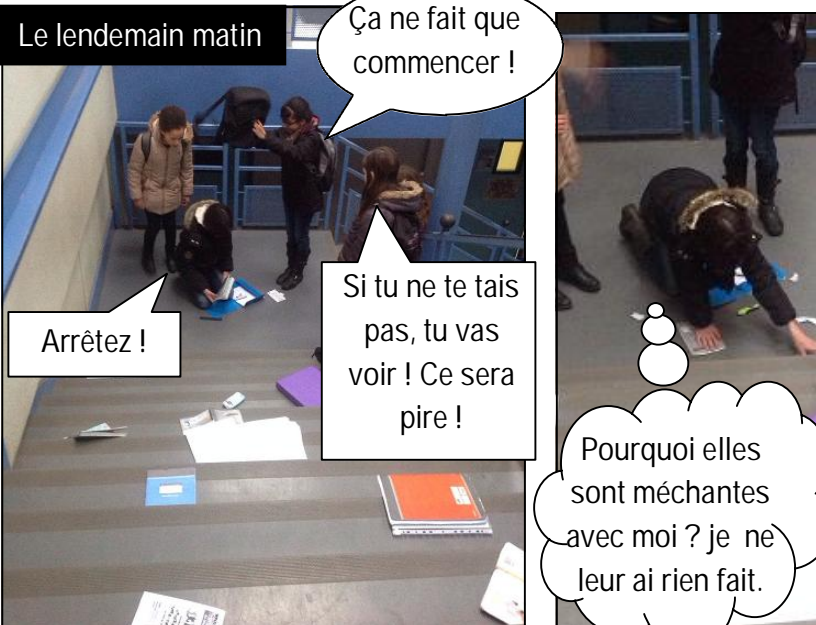 Le lendemain matin
Ça ne fait que
commencer !
Arrêtez !
Si tu ne te tais
pas, tu vas
voir ! Ce sera
pire !
Pourquoi elles
sont méchantes
avec moi ? je ne
leur ai rien fait.